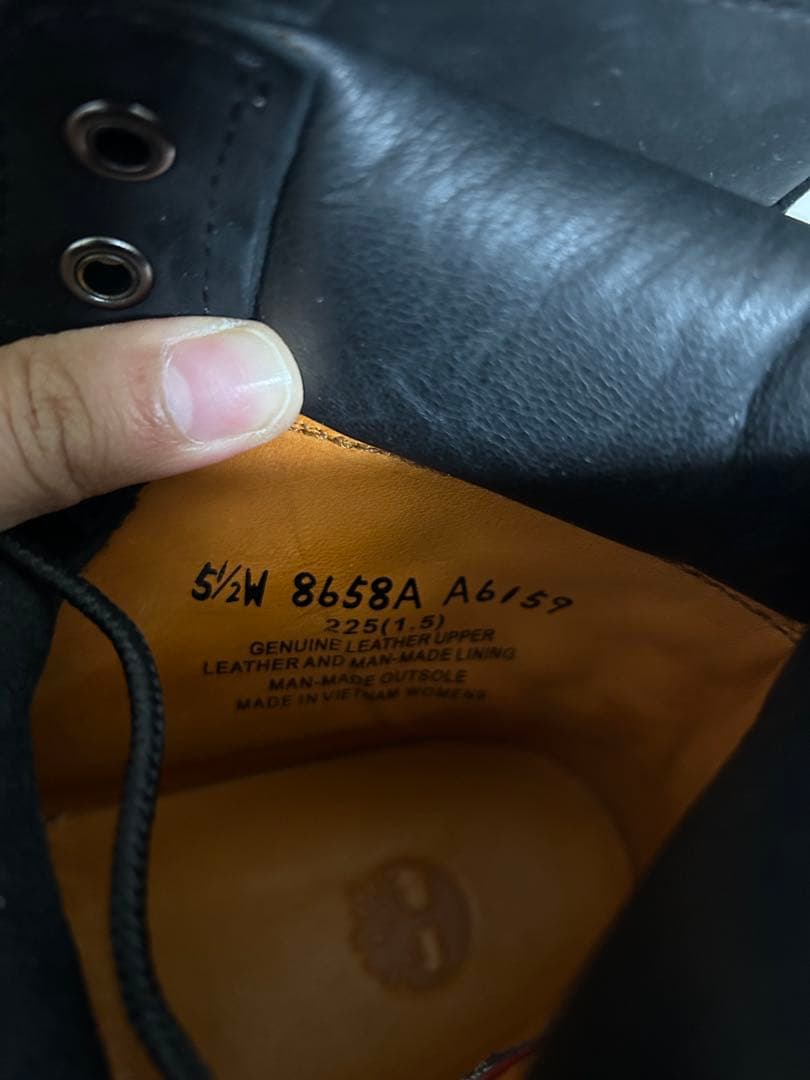 5½W 8658A A6159
225(1.5)
GENUINE LEATHER UPPER
LEATHER AND MAN-MADE LINING
MAN-MADE OUTSOLE
MADE IN VIETNAM WOMENS